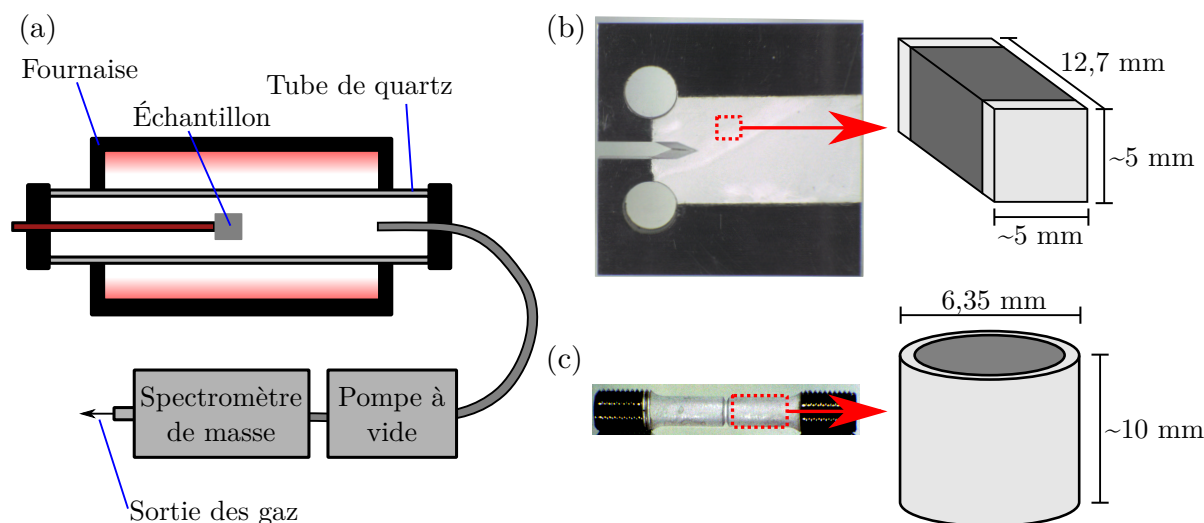 (a)
Fournaise
Échantillon
Tube de quartz
Spectromètre
de masse
Pompe à
vide
Sortie des gaz
(b)
12,7 mm
~5 mm
~5 mm
(c)
6,35 mm
~10 mm